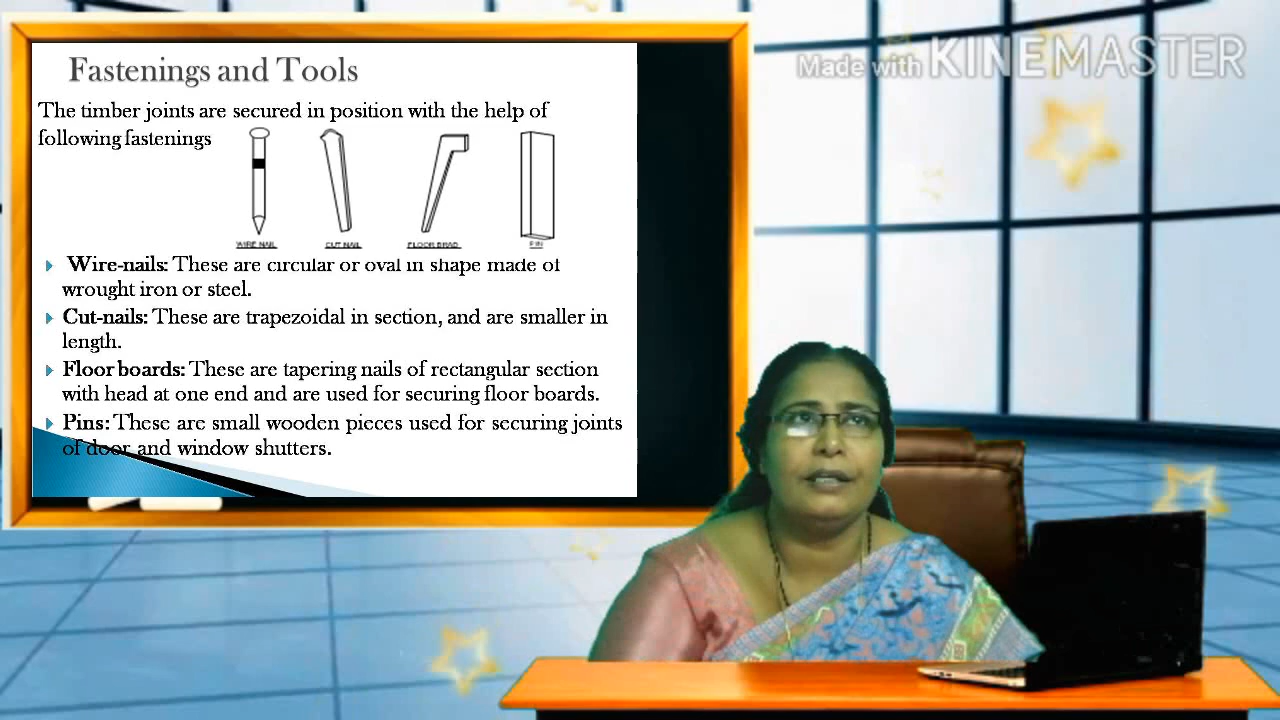 Fastenings and Tools
Made with KINEMASTER
The timber joints are secured in position with the help of
following fastenings
WIRE NAIL CUT NAIL FLOOR BRAD PIN
Wire-nails: These are circular or oval in shape made of
wrought iron or steel.
Cut-nails: These are trapezoidal in section, and are smaller in
length.
Floor boards: These are tapering nails of rectangular section
with head at one end and are used for securing floor boards.
Pins: These are small wooden pieces used for securing joints
of door and window shutters.